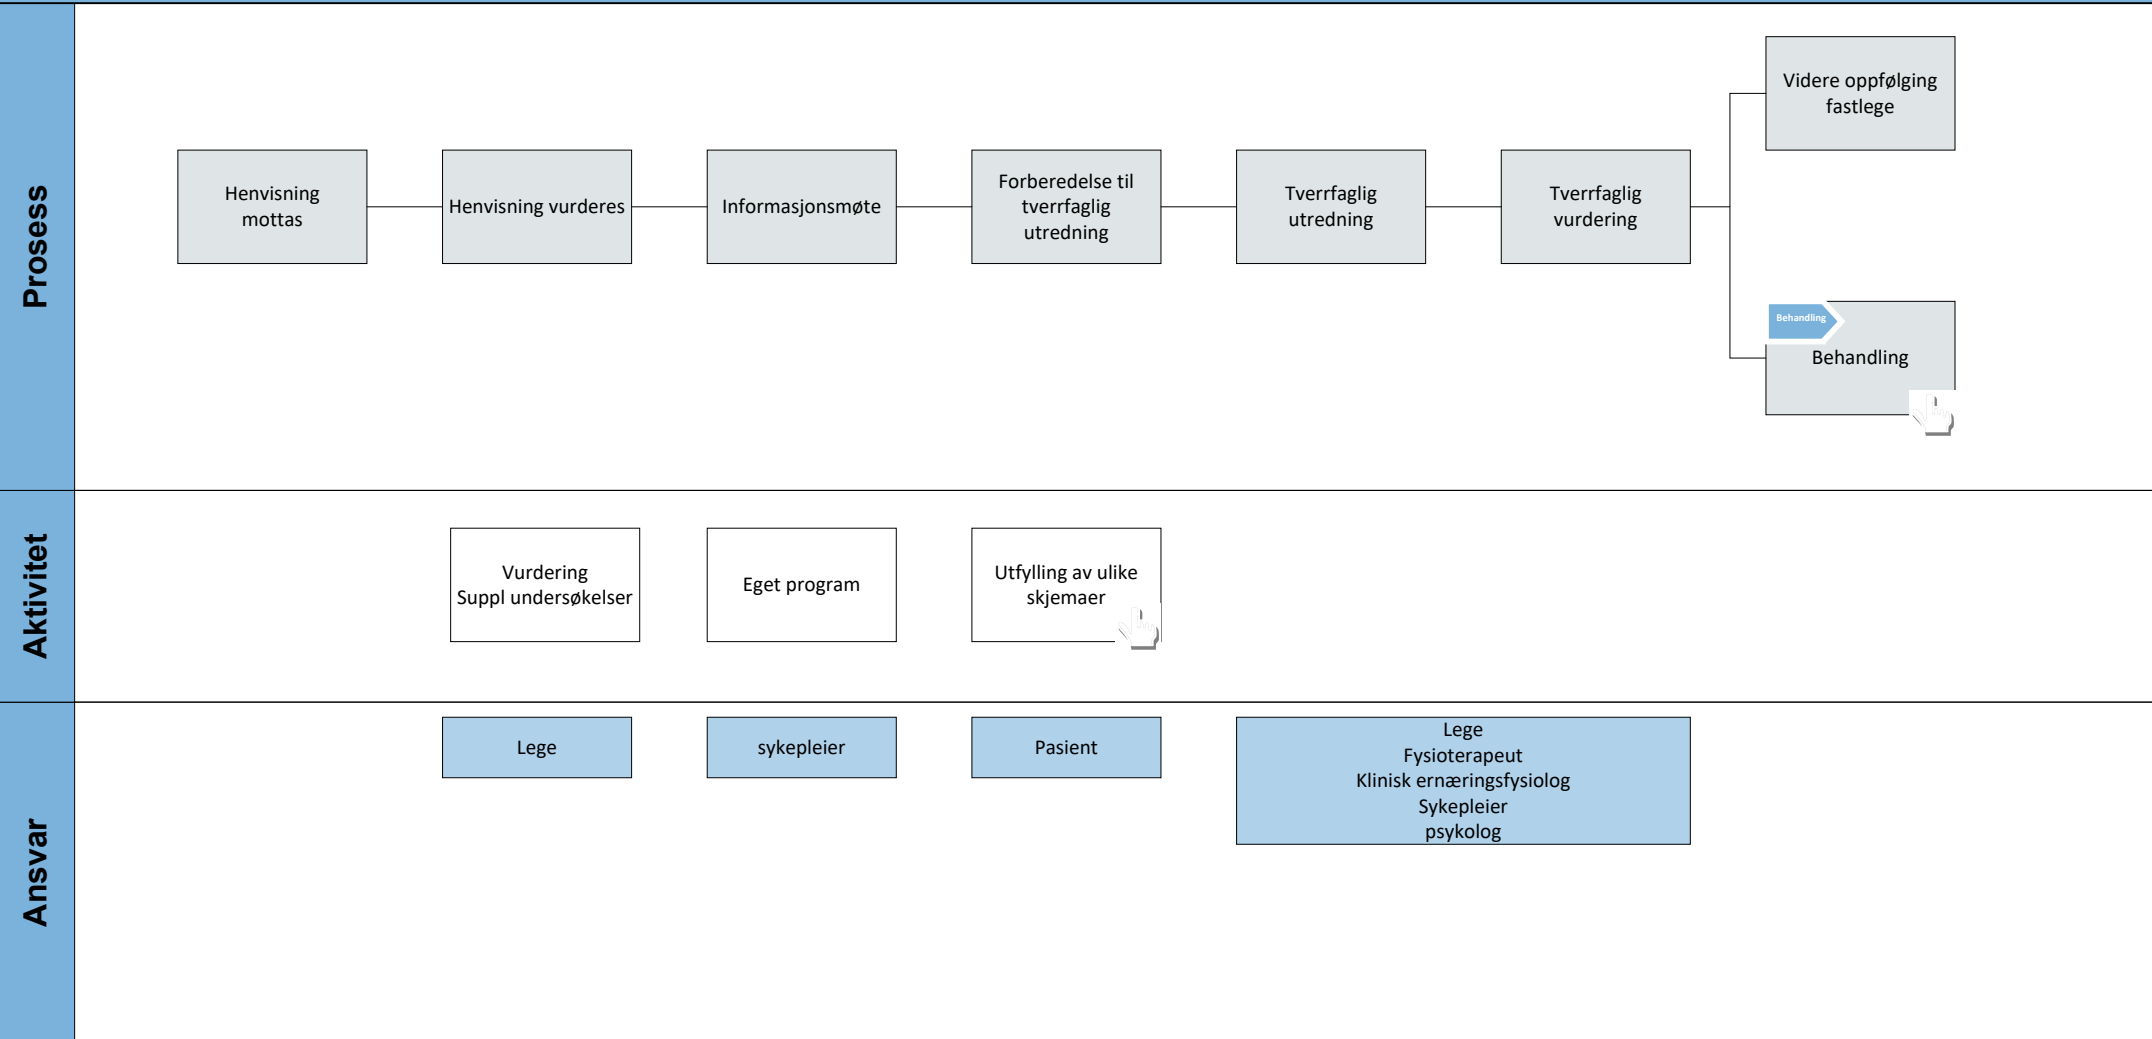 Prosess
Henvisning
mottas
Henvisning vurderes
Informasjonsmøte
Forberedelse til
tverrfaglig
utredning
Tverrfaglig
utredning
Tverrfaglig
vurdering
Videre oppfølging
fastlege
Behandling
Behandling
Aktivitet
Vurdering
Suppl undersøkelser
Eget program
Utfylling av ulike
skjemaer
Ansvar
Lege
sykepleier
Pasient
Lege
Fysioterapeut
Klinisk ernæringsfysiolog
Sykepleier
psykolog